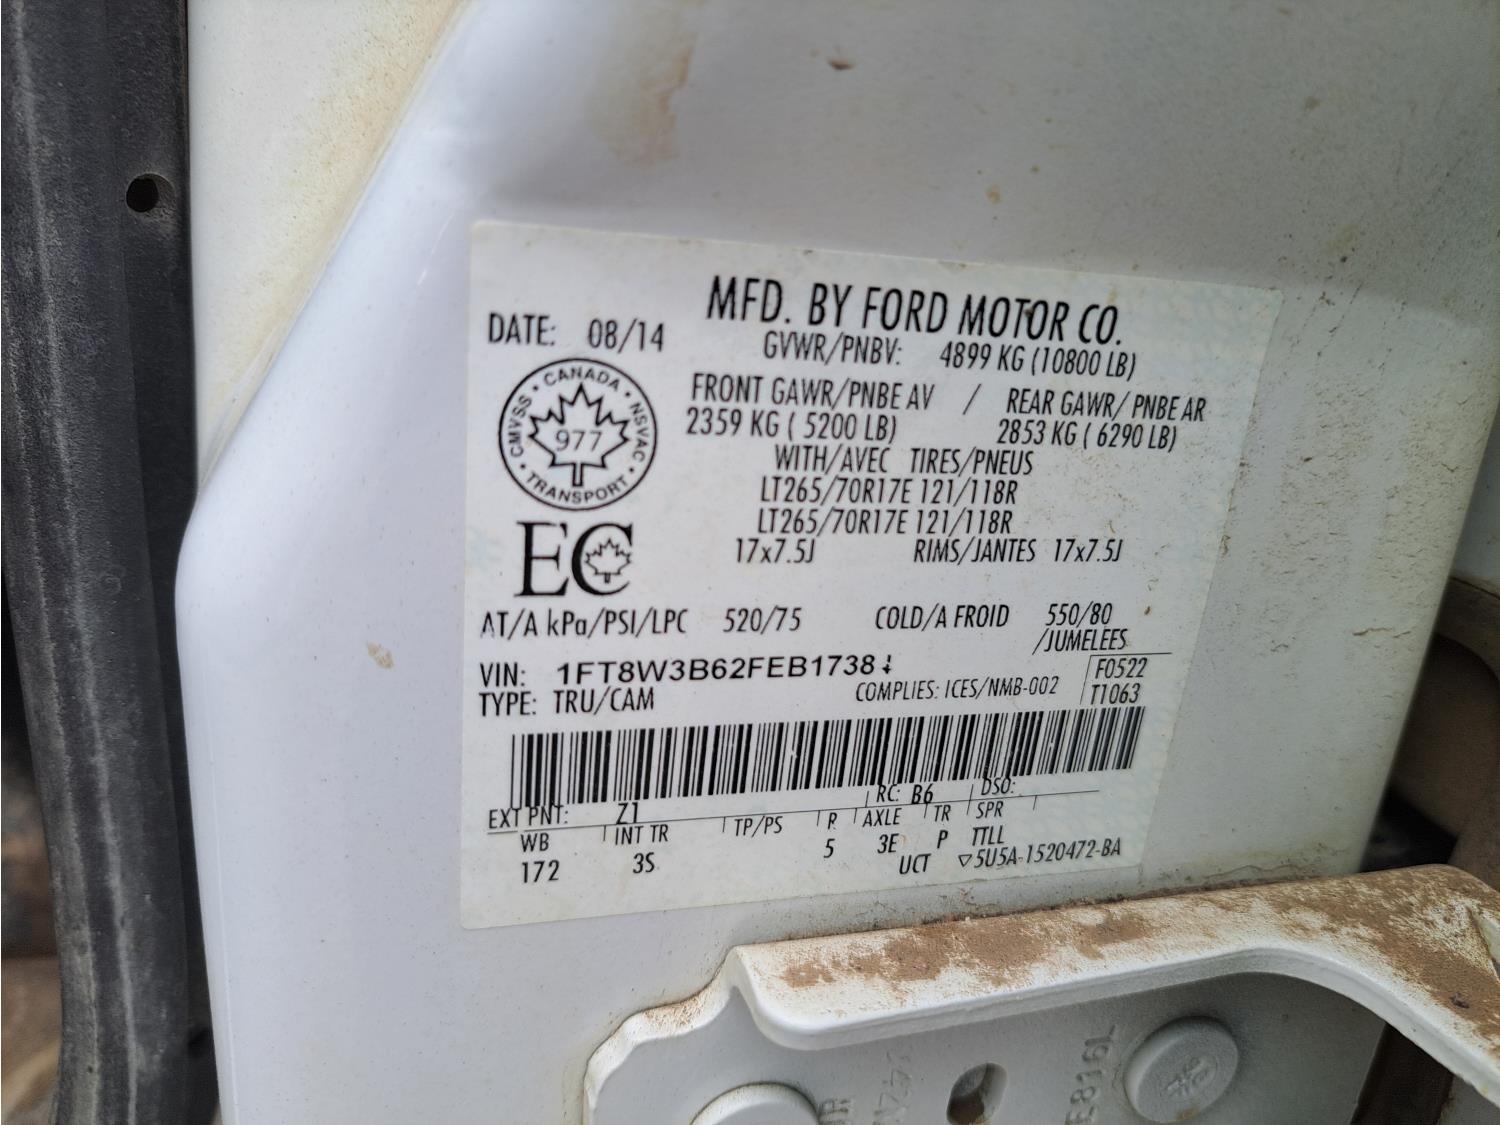 MFD. BY FORD MOTOR CO.
DATE: 08/14
GVWR/PNBV: 4899 KG (10800 LB)
FRONT GAWR/PNBE AV / REAR GAWR/ PNBE AR
2359 KG ( 5200 LB) 2853 KG ( 6290 LB)
WITH/AVEC TIRES/PNEUS
LT265/70R17E 121/118R
LT265/70R17E 121/118R
17x7.5J RIMS/JANTES 17x7.5J
CANADA · NSVAC · TRANSPORT · CMVSS ·
977
EC
AT/A kPa/PSI/LPC 520/75 COLD/A FROID 550/80
/JUMELEES
VIN: F0522
TYPE: TRU/CAM COMPLIES: ICES/NMB-002 T1063
RC: B6 DSO:
EXT PNT: Z1
WB INT TR TP/PS R AXLE TR SPR
172 3S 5 3E P TTLL
UCT ▽5U5A-1520472-BA